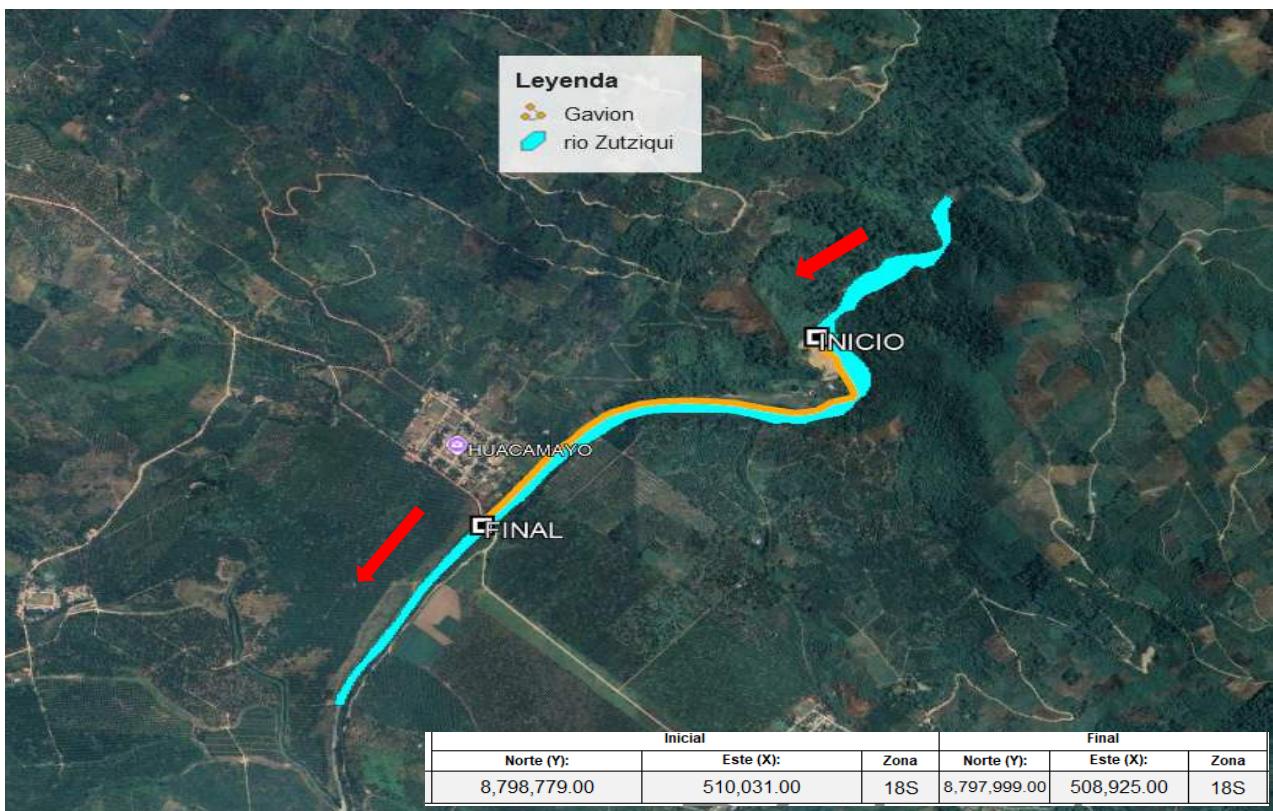 Leyenda
Gavion
rio Zutziqui
INICIO
HUACAMAYO
FINAL
Inicial Final
Norte (Y): Este (X): Zona Norte (Y): Este (X): Zona
8,798,779.00 510,031.00 18S 8,797,999.00 508,925.00 18S